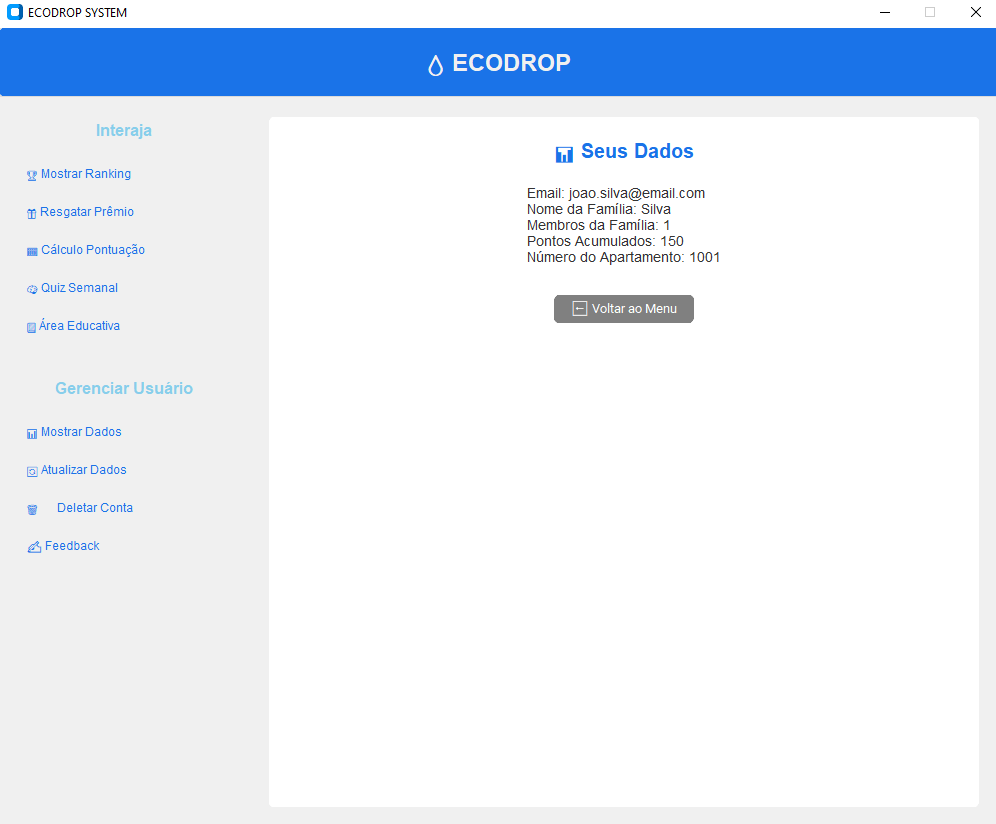 ECODROP SYSTEM
ECODROP
Interaja
Mostrar Ranking
Resgatar Prêmio
Cálculo Pontuação
Quiz Semanal
Área Educativa
Gerenciar Usuário
Mostrar Dados
Atualizar Dados
Deletar Conta
Feedback
Seus Dados
Email: joao.silva@email.com
Nome da Família: Silva
Membros da Família: 1
Pontos Acumulados: 150
Número do Apartamento: 1001
Voltar ao Menu